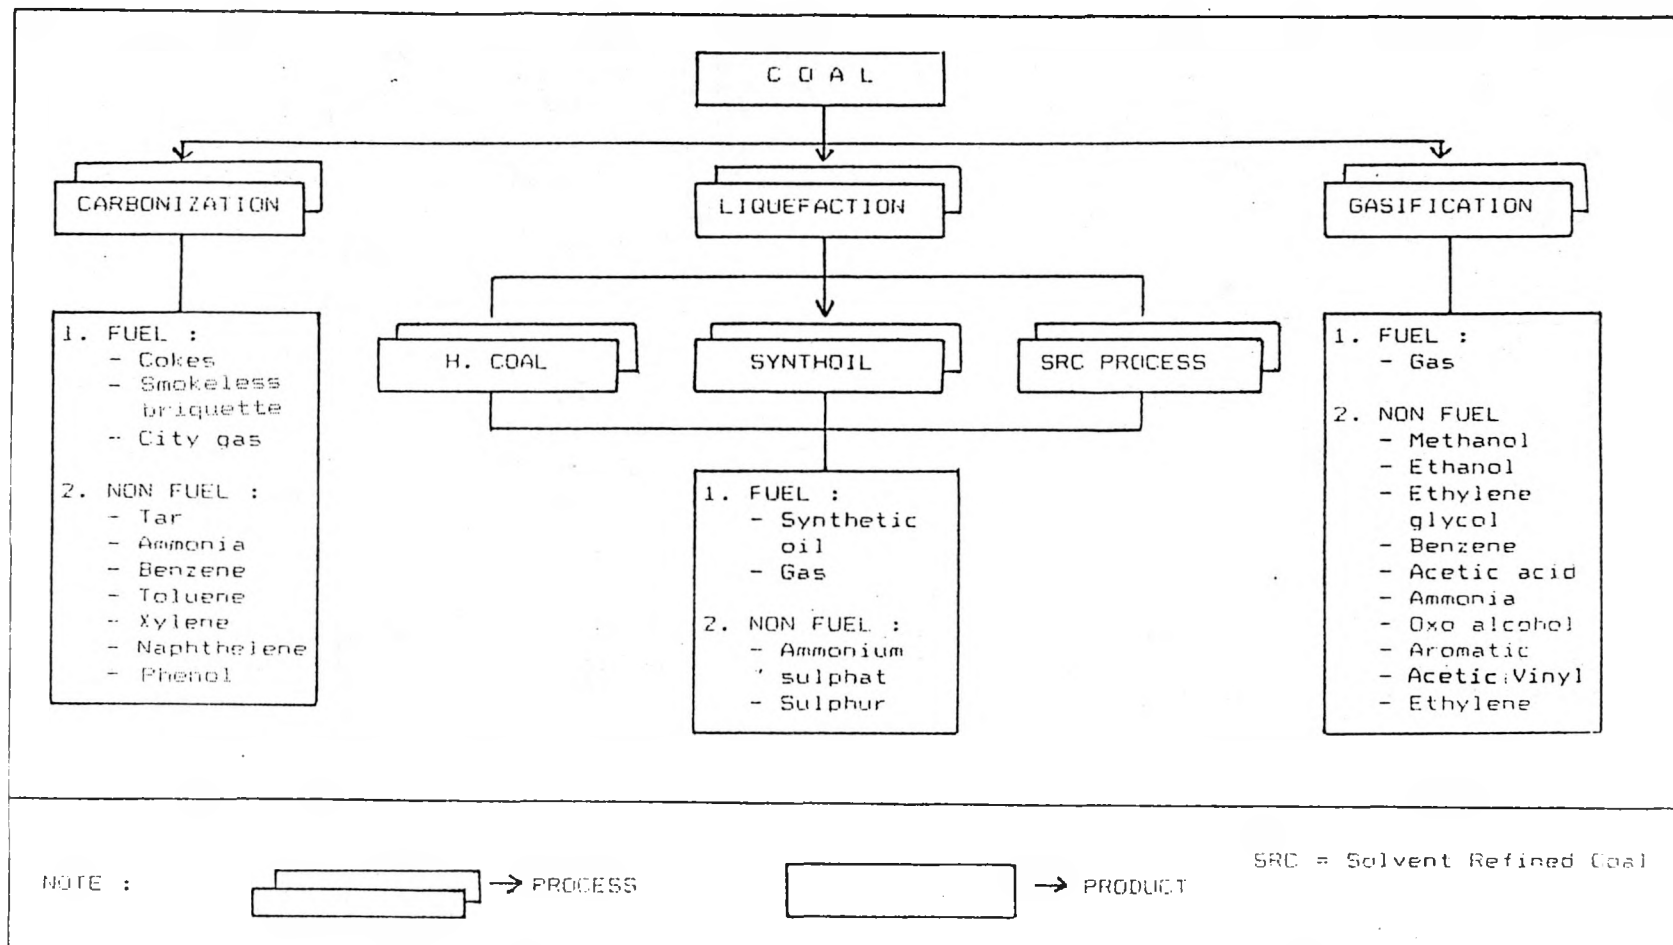 C O A L
CARBONIZATION
LIQUEFACTION
GASIFICATION
1. FUEL :
- Cokes
- Smokeless
briquette
- City gas
2. NON FUEL :
- Tar
- Ammonia
- Benzene
- Toluene
- Xylene
- Naphthelene
- Phenol
H. COAL
SYNTHOIL
SRC PROCESS
1. FUEL :
- Synthetic
oil
- Gas
2. NON FUEL :
- Ammonium
sulphat
- Sulphur
1. FUEL :
- Gas
2. NON FUEL
- Methanol
- Ethanol
- Ethylene
glycol
- Benzene
- Acetic acid
- Ammonia
- Oxo alcohol
- Aromatic
- Acetic Vinyl
- Ethylene
NOTE :
→ PROCESS
→ PRODUCT
SRC = Solvent Refined Coal